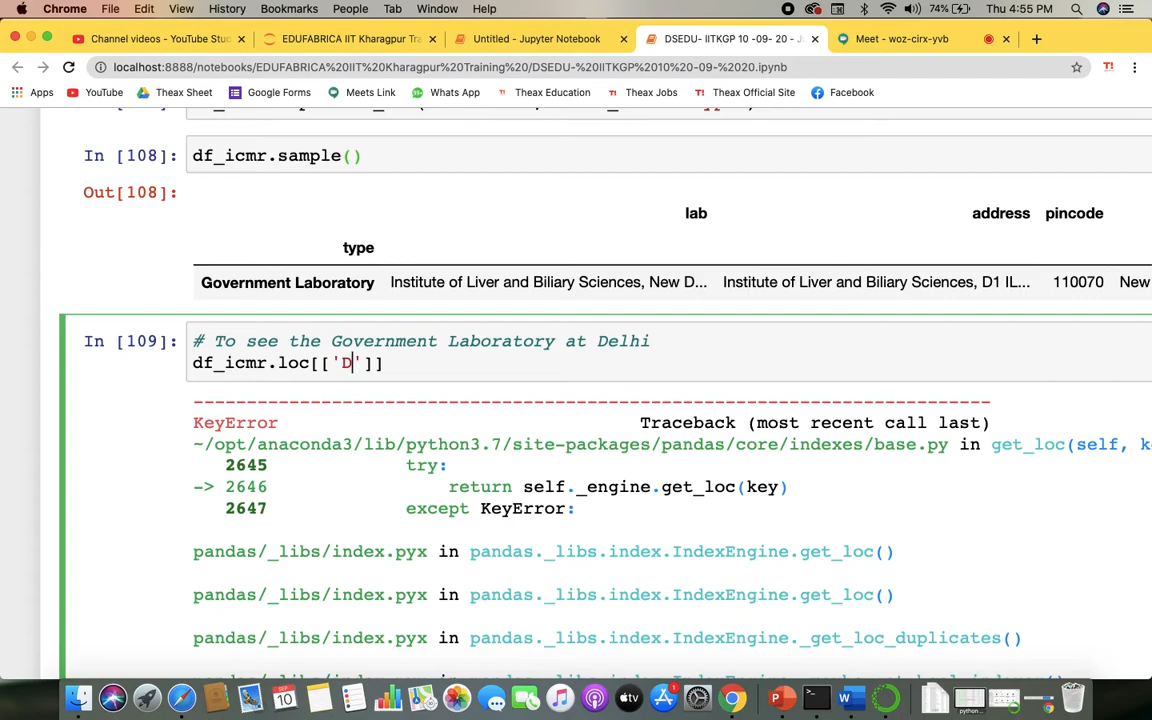 Chrome File Edit View History Bookmarks People Tab Window Help 74% Thu 4:55 PM
Channel videos - YouTube Stud × EDUFABRICA IIT Kharagpur Tra × Untitled - Jupyter Notebook × DSEDU- IITKGP 10 -09- 20 - J × Meet - woz-cirx-yvb × +
localhost:8888/notebooks/EDUFABRICA%20IIT%20Kharagpur%20Training%20/DSEDU-%20IITKGP%2010%20-09-%2020.ipynb
Apps YouTube Theax Sheet Google Forms Meets Link Whats App T! Theax Education T! Theax Jobs T! Theax Official Site Facebook
In [108]: df_icmr.sample()
Out[108]:
lab address pincode
type
Government Laboratory Institute of Liver and Biliary Sciences, New D... Institute of Liver and Biliary Sciences, D1 IL... 110070 New
In [109]: # To see the Government Laboratory at Delhi
df_icmr.loc[['D']]
---------------------------------------------------------------------------
KeyError Traceback (most recent call last)
~/opt/anaconda3/lib/python3.7/site-packages/pandas/core/indexes/base.py in get_loc(self, k
2645 try:
-> 2646 return self._engine.get_loc(key)
2647 except KeyError:
pandas/_libs/index.pyx in pandas._libs.index.IndexEngine.get_loc()
pandas/_libs/index.pyx in pandas._libs.index.IndexEngine.get_loc()
pandas/_libs/index.pyx in pandas._libs.index.IndexEngine._get_loc_duplicates()